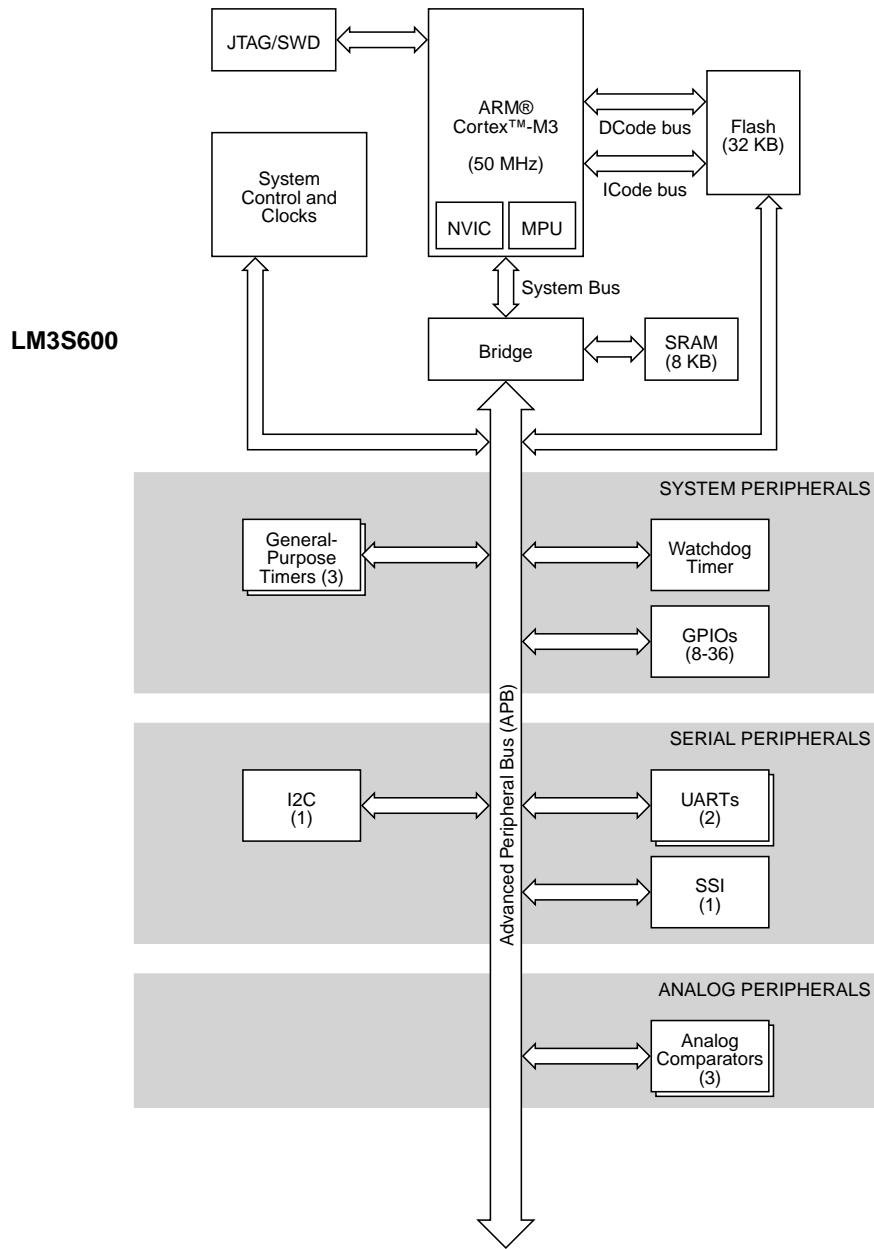 JTAG/SWD
ARM®
Cortex™-M3
(50 MHz)
NVIC
MPU
DCode bus
ICode bus
Flash
(32 KB)
System
Control and
Clocks
System Bus
LM3S600
Bridge
SRAM
(8 KB)
SYSTEM PERIPHERALS
General-
Purpose
Timers (3)
Watchdog
Timer
GPIOs
(8-36)
Advanced Peripheral Bus (APB)
SERIAL PERIPHERALS
I2C
(1)
UARTs
(2)
SSI
(1)
ANALOG PERIPHERALS
Analog
Comparators
(3)